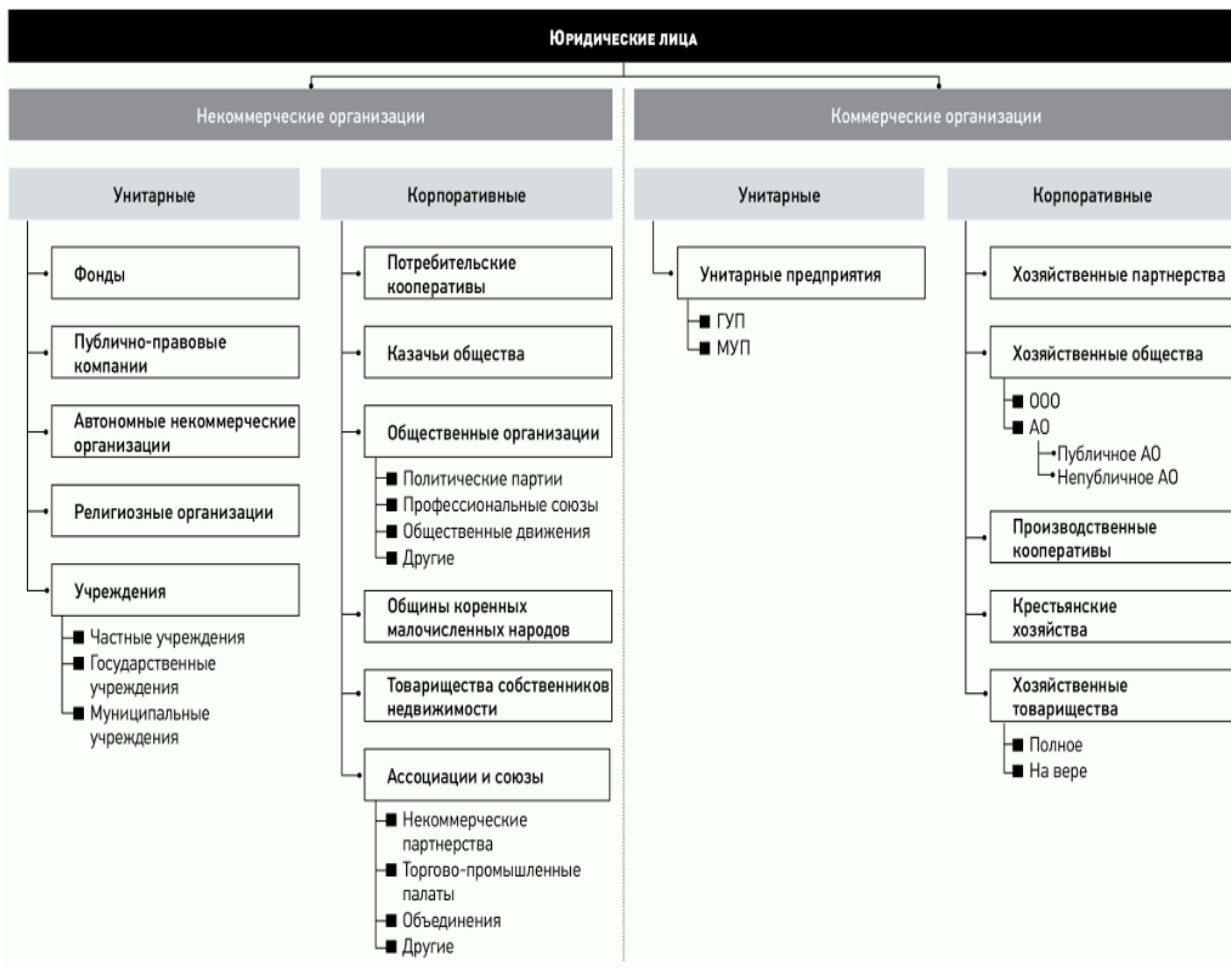 Юридические лица
Некоммерческие организации
Коммерческие организации
Унитарные
Фонды
Публично-правовые
компании
Автономные некоммерческие
организации
Религиозные организации
Учреждения
Частные учреждения
Государственные
учреждения
Муниципальные
учреждения
Корпоративные
Потребительские
кооперативы
Казачьи общества
Общественные организации
Политические партии
Профессиональные союзы
Общественные движения
Другие
Общины коренных
малочисленных народов
Товарищества собственников
недвижимости
Ассоциации и союзы
Некоммерческие
партнерства
Торгово-промышленные
палаты
Объединения
Другие
Унитарные
Унитарные предприятия
ГУП
МУП
Корпоративные
Хозяйственные партнерства
Хозяйственные общества
ООО
АО
Публичное АО
Непубличное АО
Производственные
кооперативы
Крестьянские
хозяйства
Хозяйственные
товарищества
Полное
На вере